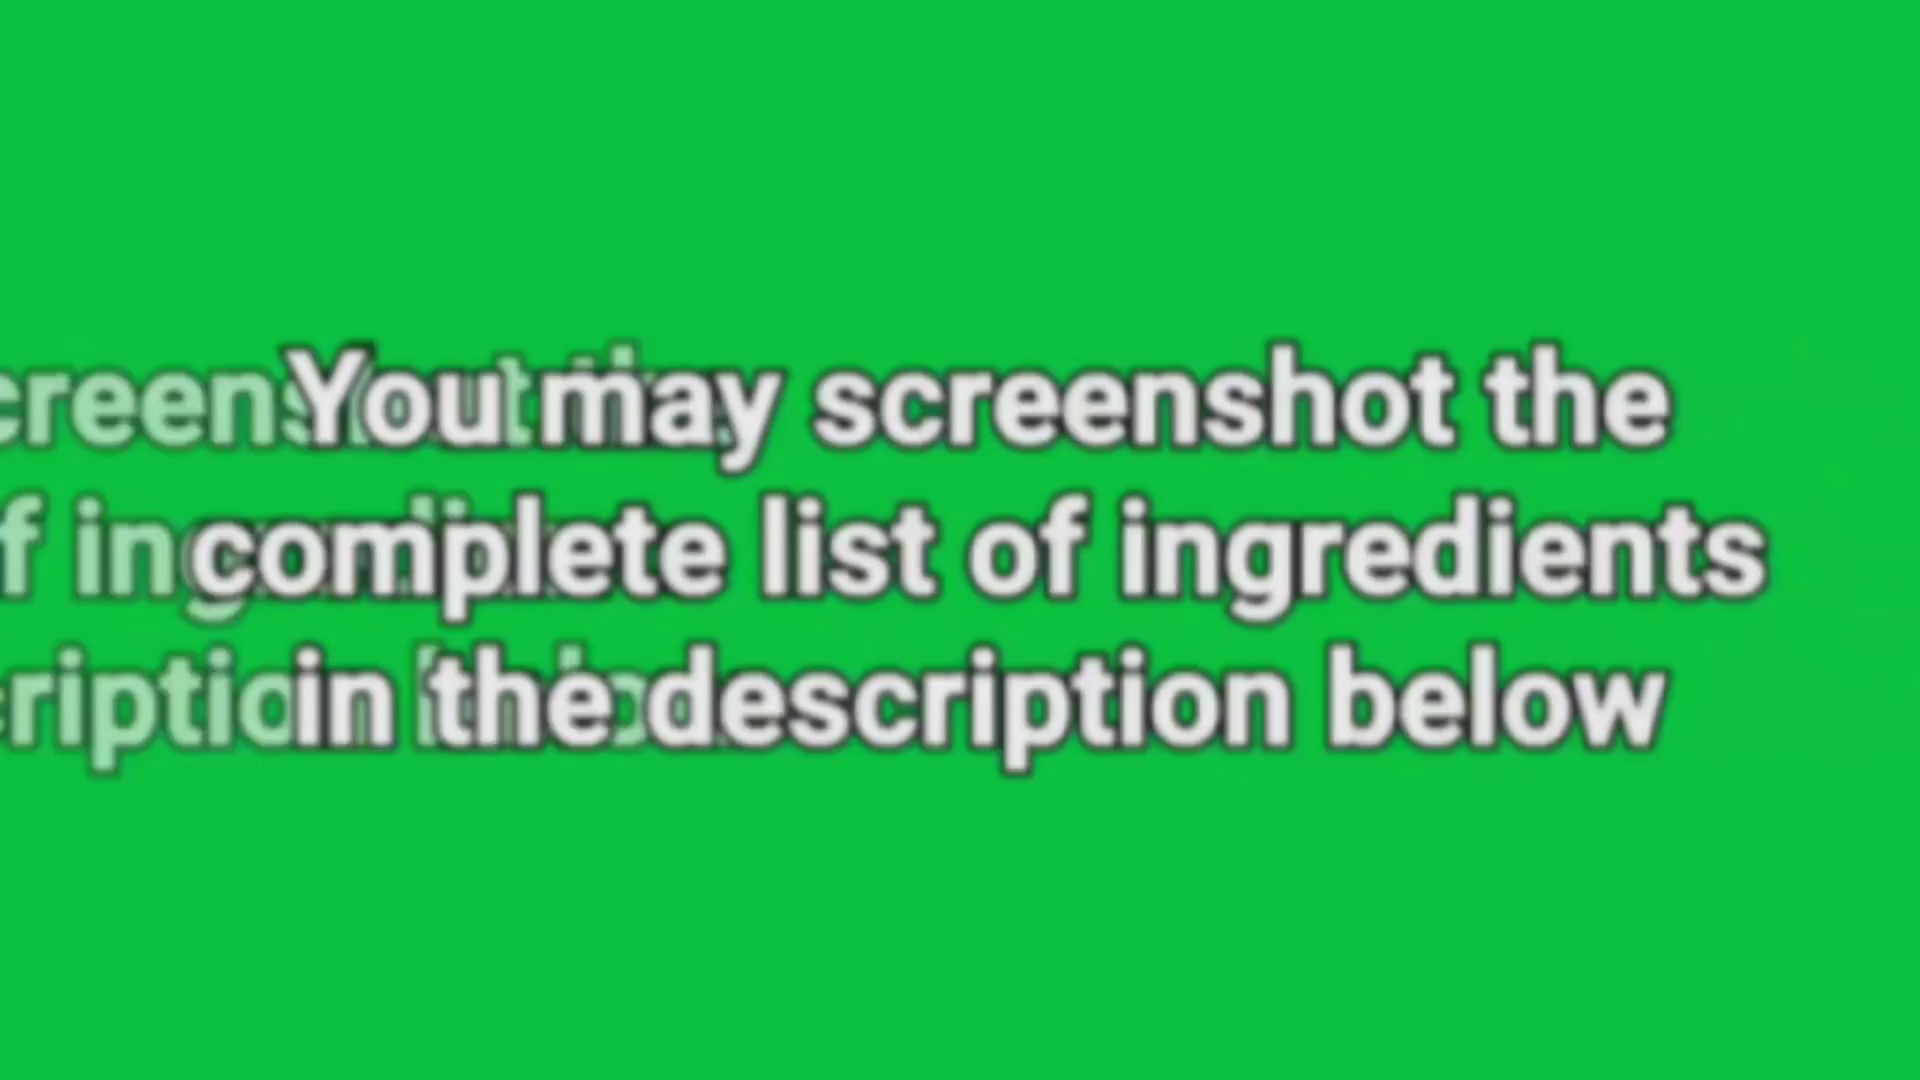 You may screenshot the
complete list of ingredients
in the description below